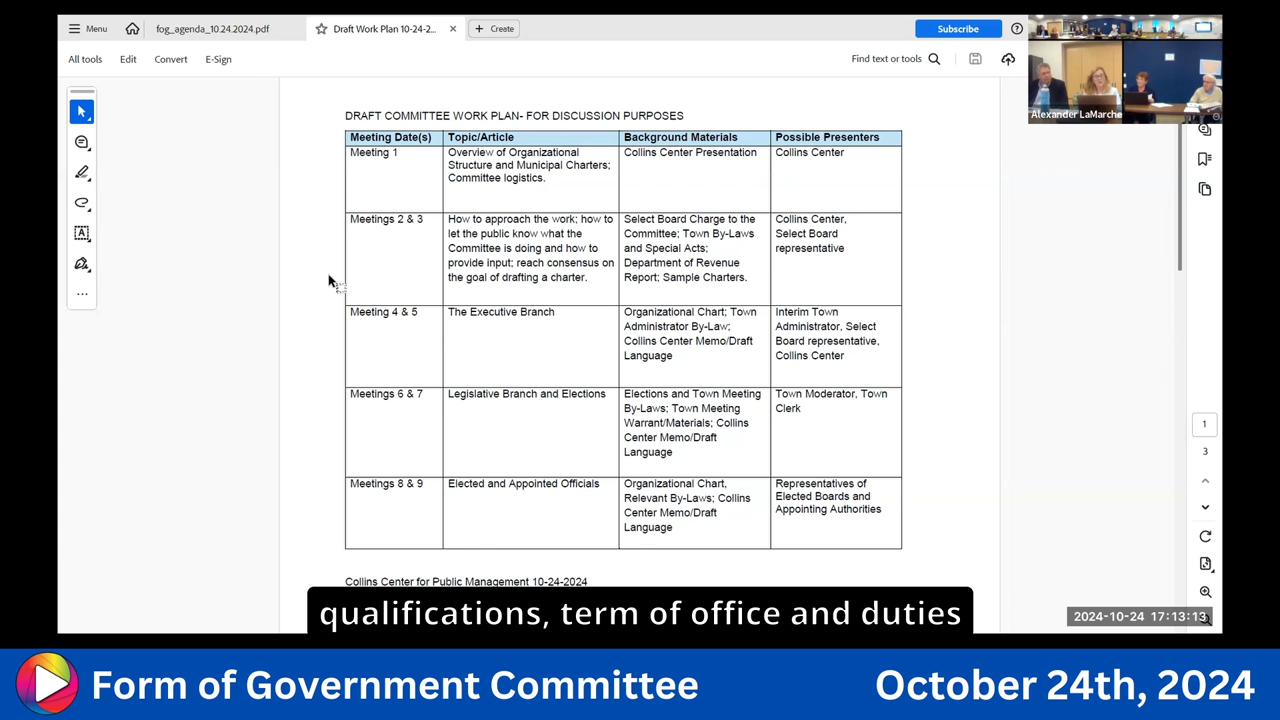 Menu
fog_agenda_10.24.2024.pdf
Draft Work Plan 10-24-2...
Create
Subscribe
All tools
Edit
Convert
E-Sign
Find text or tools
Alexander LaMarche
DRAFT COMMITTEE WORK PLAN- FOR DISCUSSION PURPOSES
Meeting Date(s)
Topic/Article
Background Materials
Possible Presenters
Meeting 1
Overview of Organizational
Structure and Municipal Charters;
Committee logistics.
Collins Center Presentation
Collins Center
Meetings 2 & 3
How to approach the work; how to
let the public know what the
Committee is doing and how to
provide input; reach consensus on
the goal of drafting a charter.
Select Board Charge to the
Committee; Town By-Laws
and Special Acts;
Department of Revenue
Report; Sample Charters.
Collins Center,
Select Board
representative
Meeting 4 & 5
The Executive Branch
Organizational Chart; Town
Administrator By-Law;
Collins Center Memo/Draft
Language
Interim Town
Administrator, Select
Board representative,
Collins Center
Meetings 6 & 7
Legislative Branch and Elections
Elections and Town Meeting
By-Laws; Town Meeting
Warrant/Materials; Collins
Center Memo/Draft
Language
Town Moderator, Town
Clerk
Meetings 8 & 9
Elected and Appointed Officials
Organizational Chart,
Relevant By-Laws; Collins
Center Memo/Draft
Language
Representatives of
Elected Boards and
Appointing Authorities
Collins Center for Public Management 10-24-2024
1
3
qualifications, term of office and duties
2024-10-24 17:13:13
Form of Government Committee
October 24th, 2024